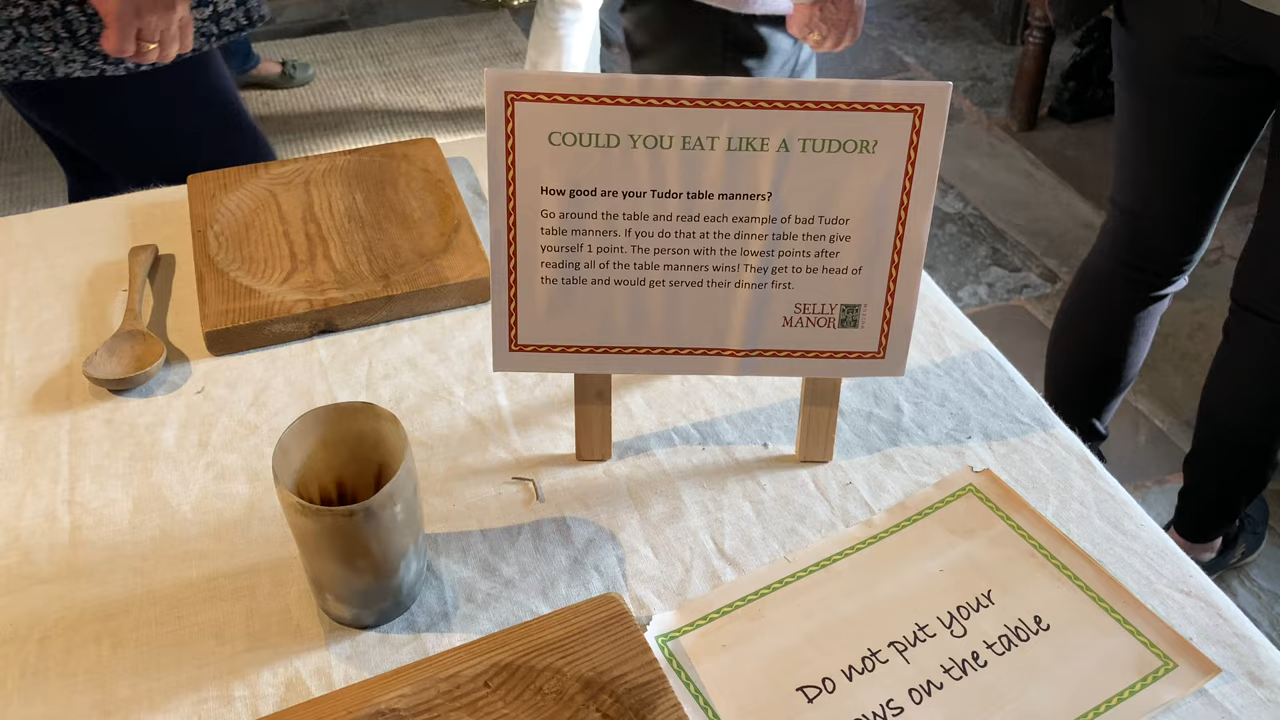 COULD YOU EAT LIKE A TUDOR?
How good are your Tudor table manners?
Go around the table and read each example of bad Tudor
table manners. If you do that at the dinner table then give
yourself 1 point. The person with the lowest points after
reading all of the table manners wins! They get to be head of
the table and would get served their dinner first.
SELLY
MANOR
MUSEUM
Do not put your
ows on the table